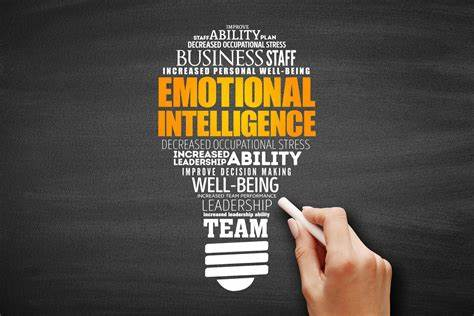 IMPROVE
STAFF ABILITY PLAN
DECREASED OCCUPATIONAL STRESS
BUSINESS STAFF
INCREASED PERSONAL WELL-BEING
EMOTIONAL
INTELLIGENCE
DECREASED OCCUPATIONAL STRESS
INCREASED
LEADERSHIP ABILITY
IMPROVE DECISION MAKING
WELL-BEING
INCREASED TEAM PERFORMANCE
LEADERSHIP
increased leadership ability
TEAM